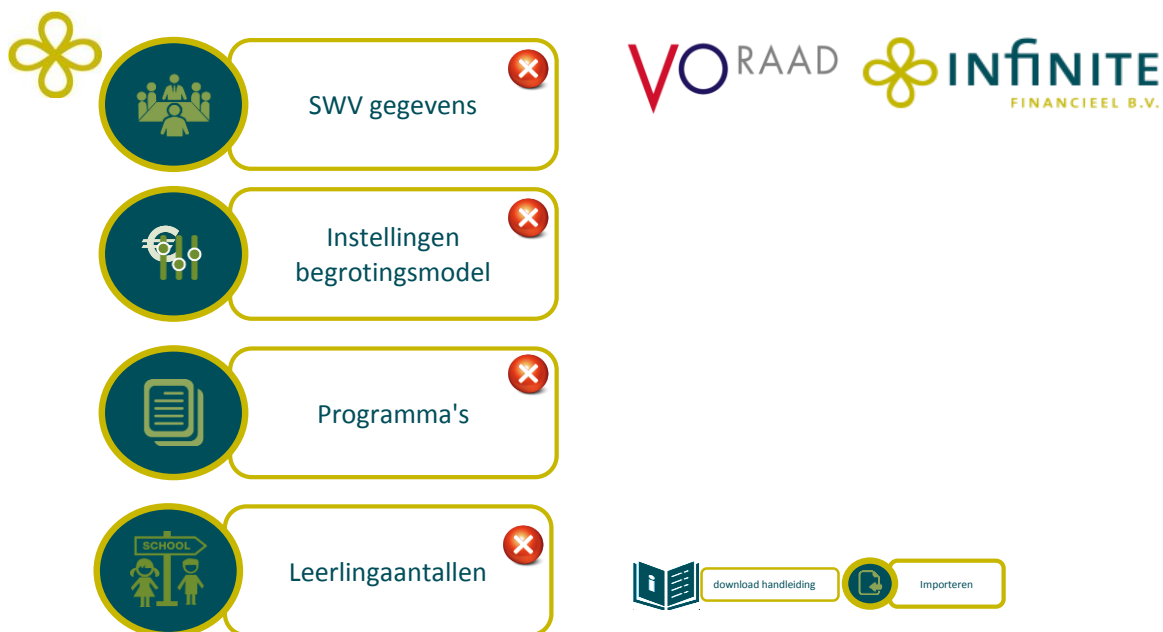 SWV gegevens
VO RAAD
INfINITE
FINANCIEEL B.V.
Instellingen
begrotingsmodel
Programma's
SCHOOL
Leerlingaantallen
i
download handleiding
Importeren